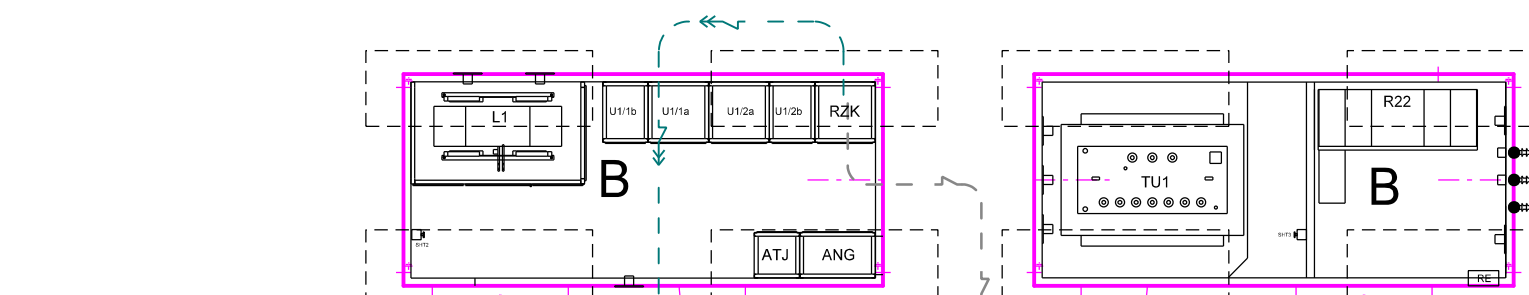 L1
U1/1b
U1/1a
U1/2a
U1/2b
RZK
B
SHT2
ATJ
ANG
R22
TU1
B
SHT3
RE